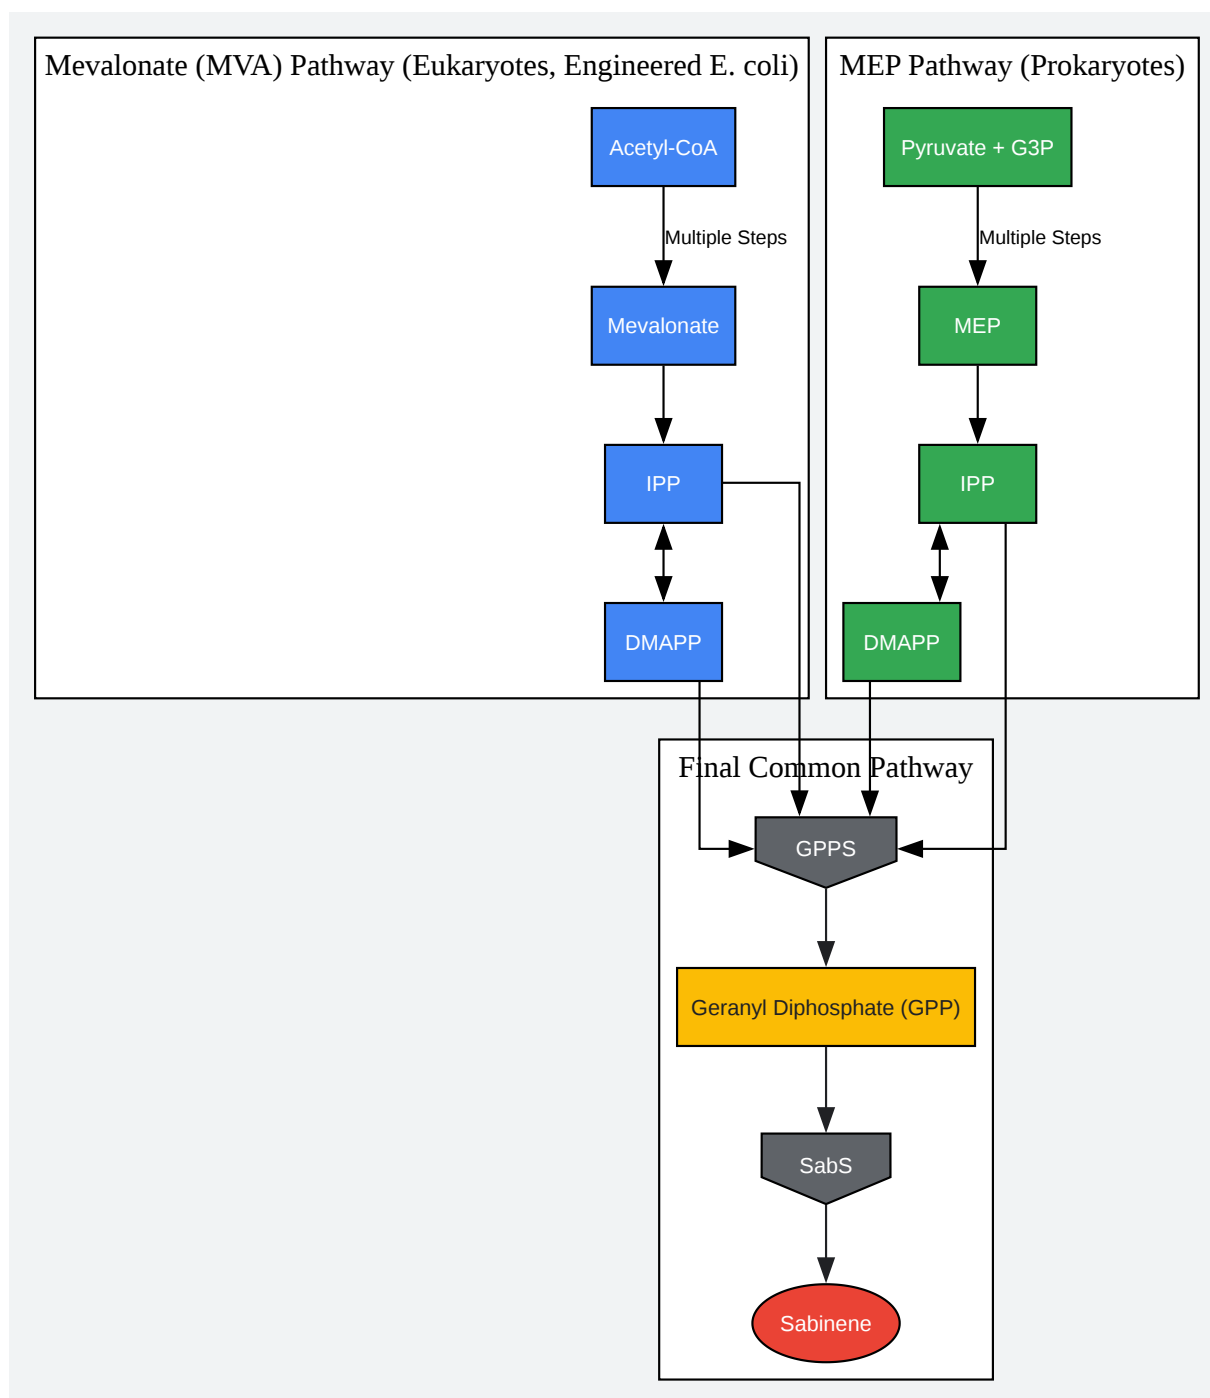 Mevalonate (MVA) Pathway (Eukaryotes, Engineered E. coli)
Acetyl-CoA
Multiple Steps
Mevalonate
IPP
DMAPP
MEP Pathway (Prokaryotes)
Pyruvate + G3P
Multiple Steps
MEP
IPP
DMAPP
Final Common Pathway
GPPS
Geranyl Diphosphate (GPP)
SabS
Sabinene